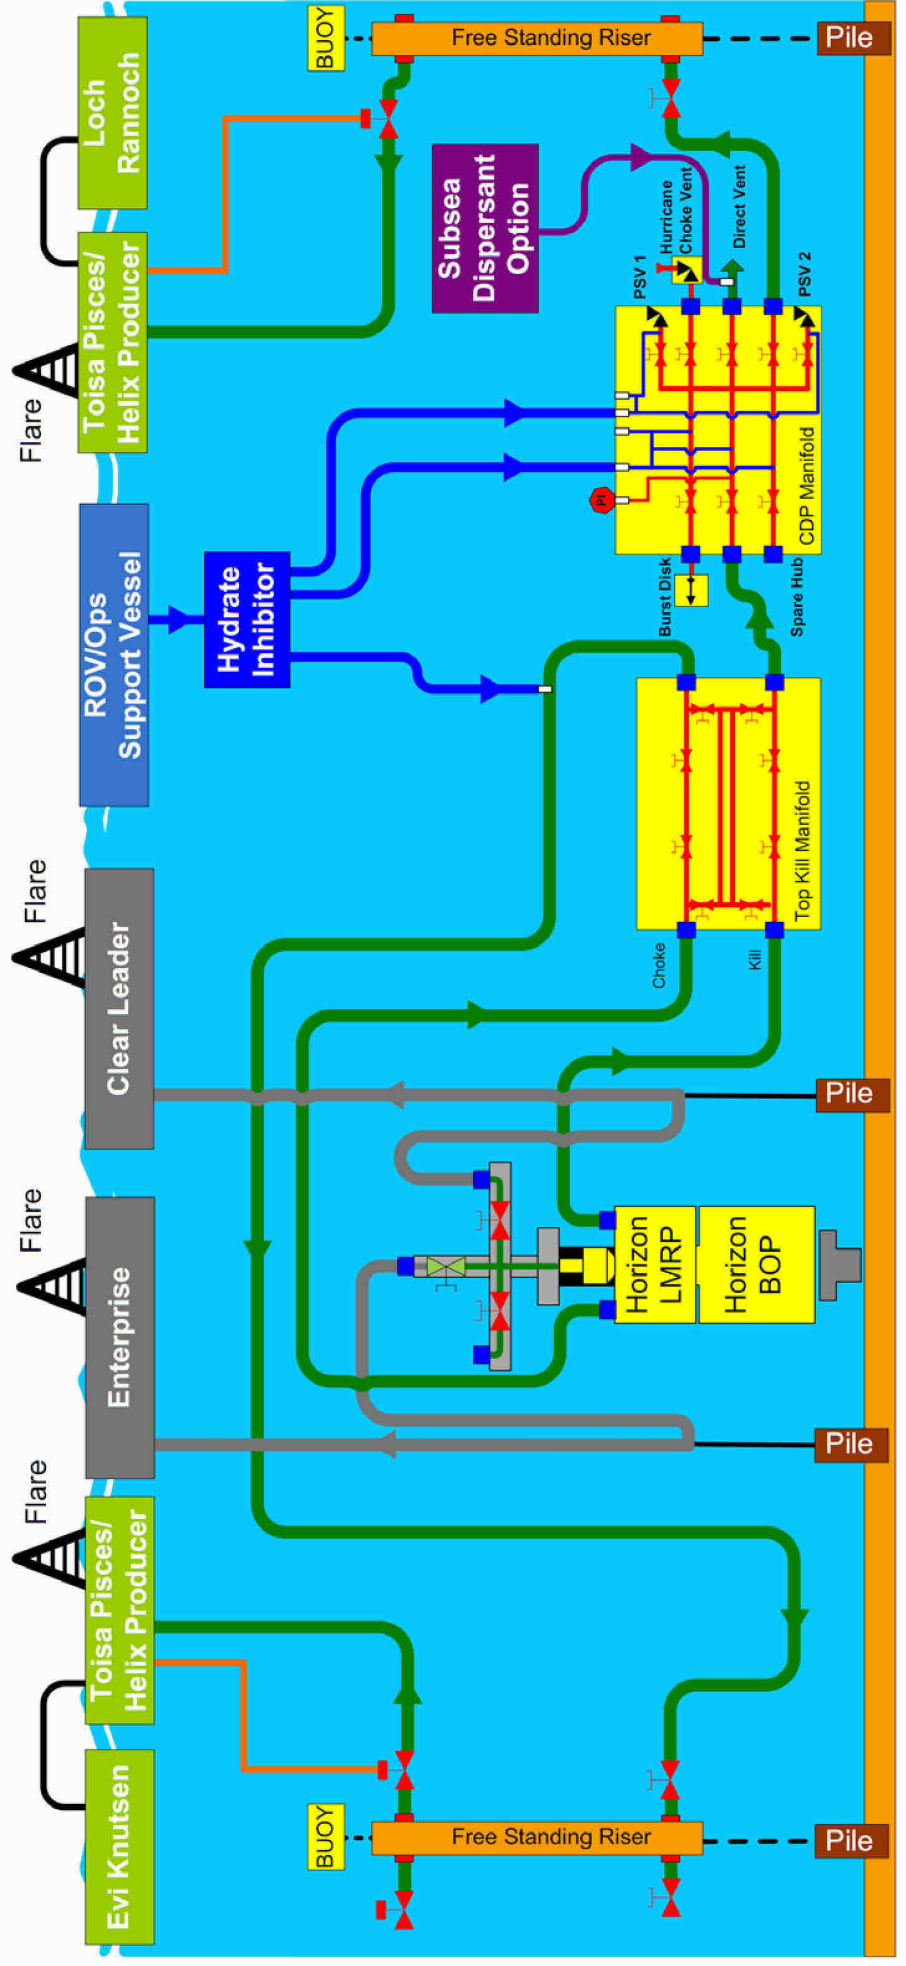 BUOY
Free Standing Riser
Pile
Loch
Rannoch
Toisa Pisces/
Helix Producer
Flare
Subsea
Dispersant
Option
Hurricane
Choke Vent
Direct Vent
PSV 1
PSV 2
PI
CDP Manifold
ROV/Ops
Support Vessel
Hydrate
Inhibitor
Burst Disk
Spare Hub
Top Kill Manifold
Choke
Kill
Flare
Clear Leader
Pile
Flare
Enterprise
Horizon
LMRP
Horizon
BOP
Pile
Flare
Toisa Pisces/
Helix Producer
Evi Knutsen
BUOY
Free Standing Riser
Pile